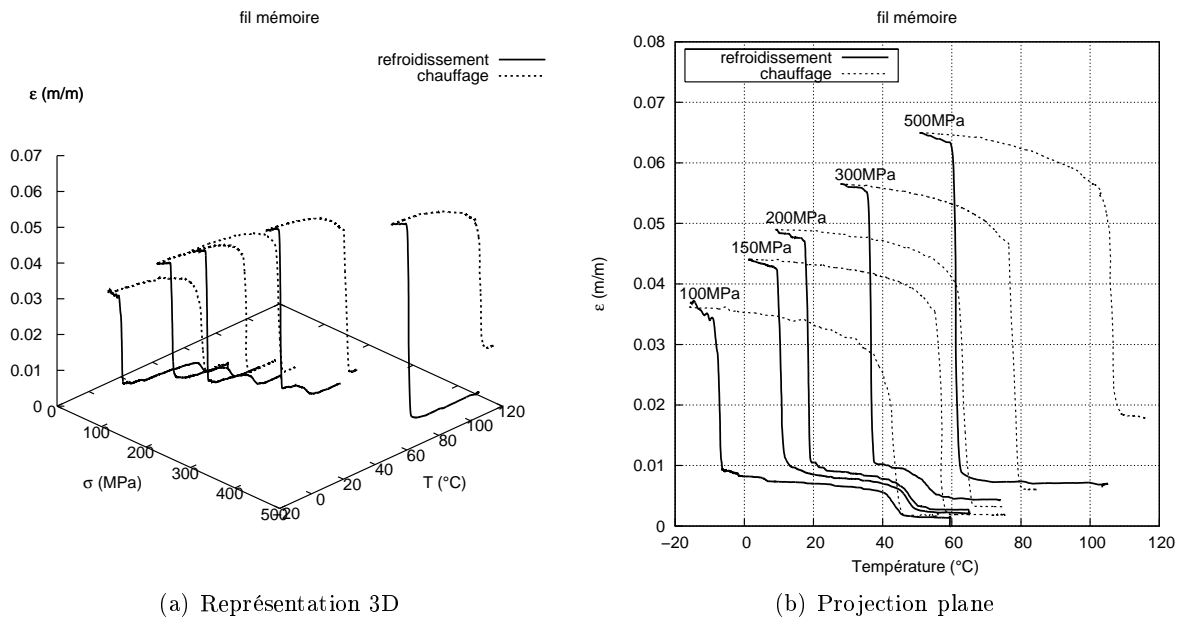 fil mémoire
refroidissement
chauffage
ε (m/m)
0.07
0.06
0.05
0.04
0.03
0.02
0.01
0
0
100
200
300
400
500
σ (MPa)
-20
0
20
40
60
80
100
120
T (°C)
(a) Représentation 3D
fil mémoire
refroidissement
chauffage
0.08
0.07
0.06
0.05
0.04
0.03
0.02
0.01
0
ε (m/m)
500MPa
300MPa
200MPa
150MPa
100MPa
−20
0
20
40
60
80
100
120
Température (°C)
(b) Projection plane